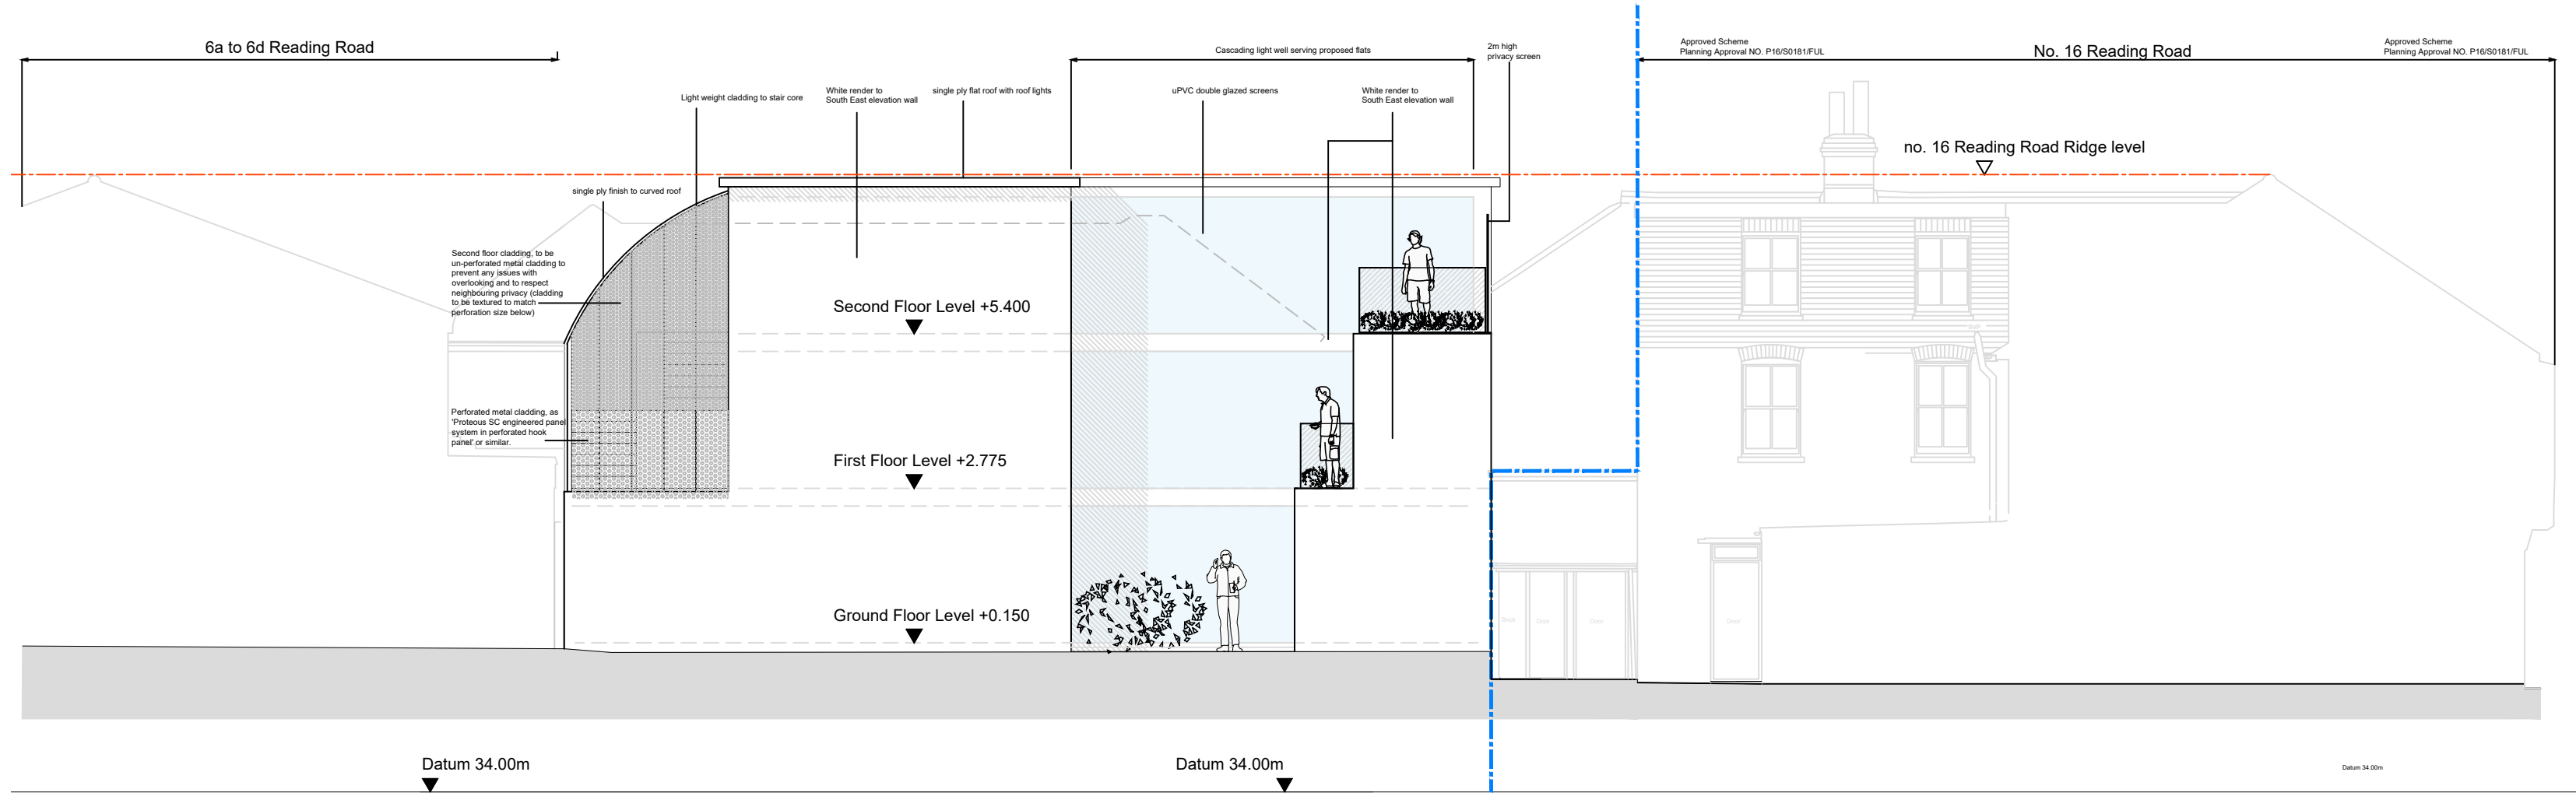 6a to 6d Reading Road
Cascading light well serving proposed flats
2m high
privacy screen
Approved Scheme
Planning Approval NO. P16/S0181/FUL
No. 16 Reading Road
Approved Scheme
Planning Approval NO. P16/S0181/FUL
Light weight cladding to stair core
White render to
South East elevation wall
single ply flat roof with roof lights
uPVC double glazed screens
White render to
South East elevation wall
no. 16 Reading Road Ridge level
single ply finish to curved roof
Second floor cladding, to be
un-perforated metal cladding to
prevent any issues with
overlooking and to respect
neighbouring privacy (cladding
to be textured to match
perforation size below)
Second Floor Level +5.400
Perforated metal cladding, as
'Proteous SC engineered panel
system in perforated hook
panel' or similar.
First Floor Level +2.775
Ground Floor Level +0.150
Door
Door
Door
Datum 34.00m
Datum 34.00m
Datum 34.00m